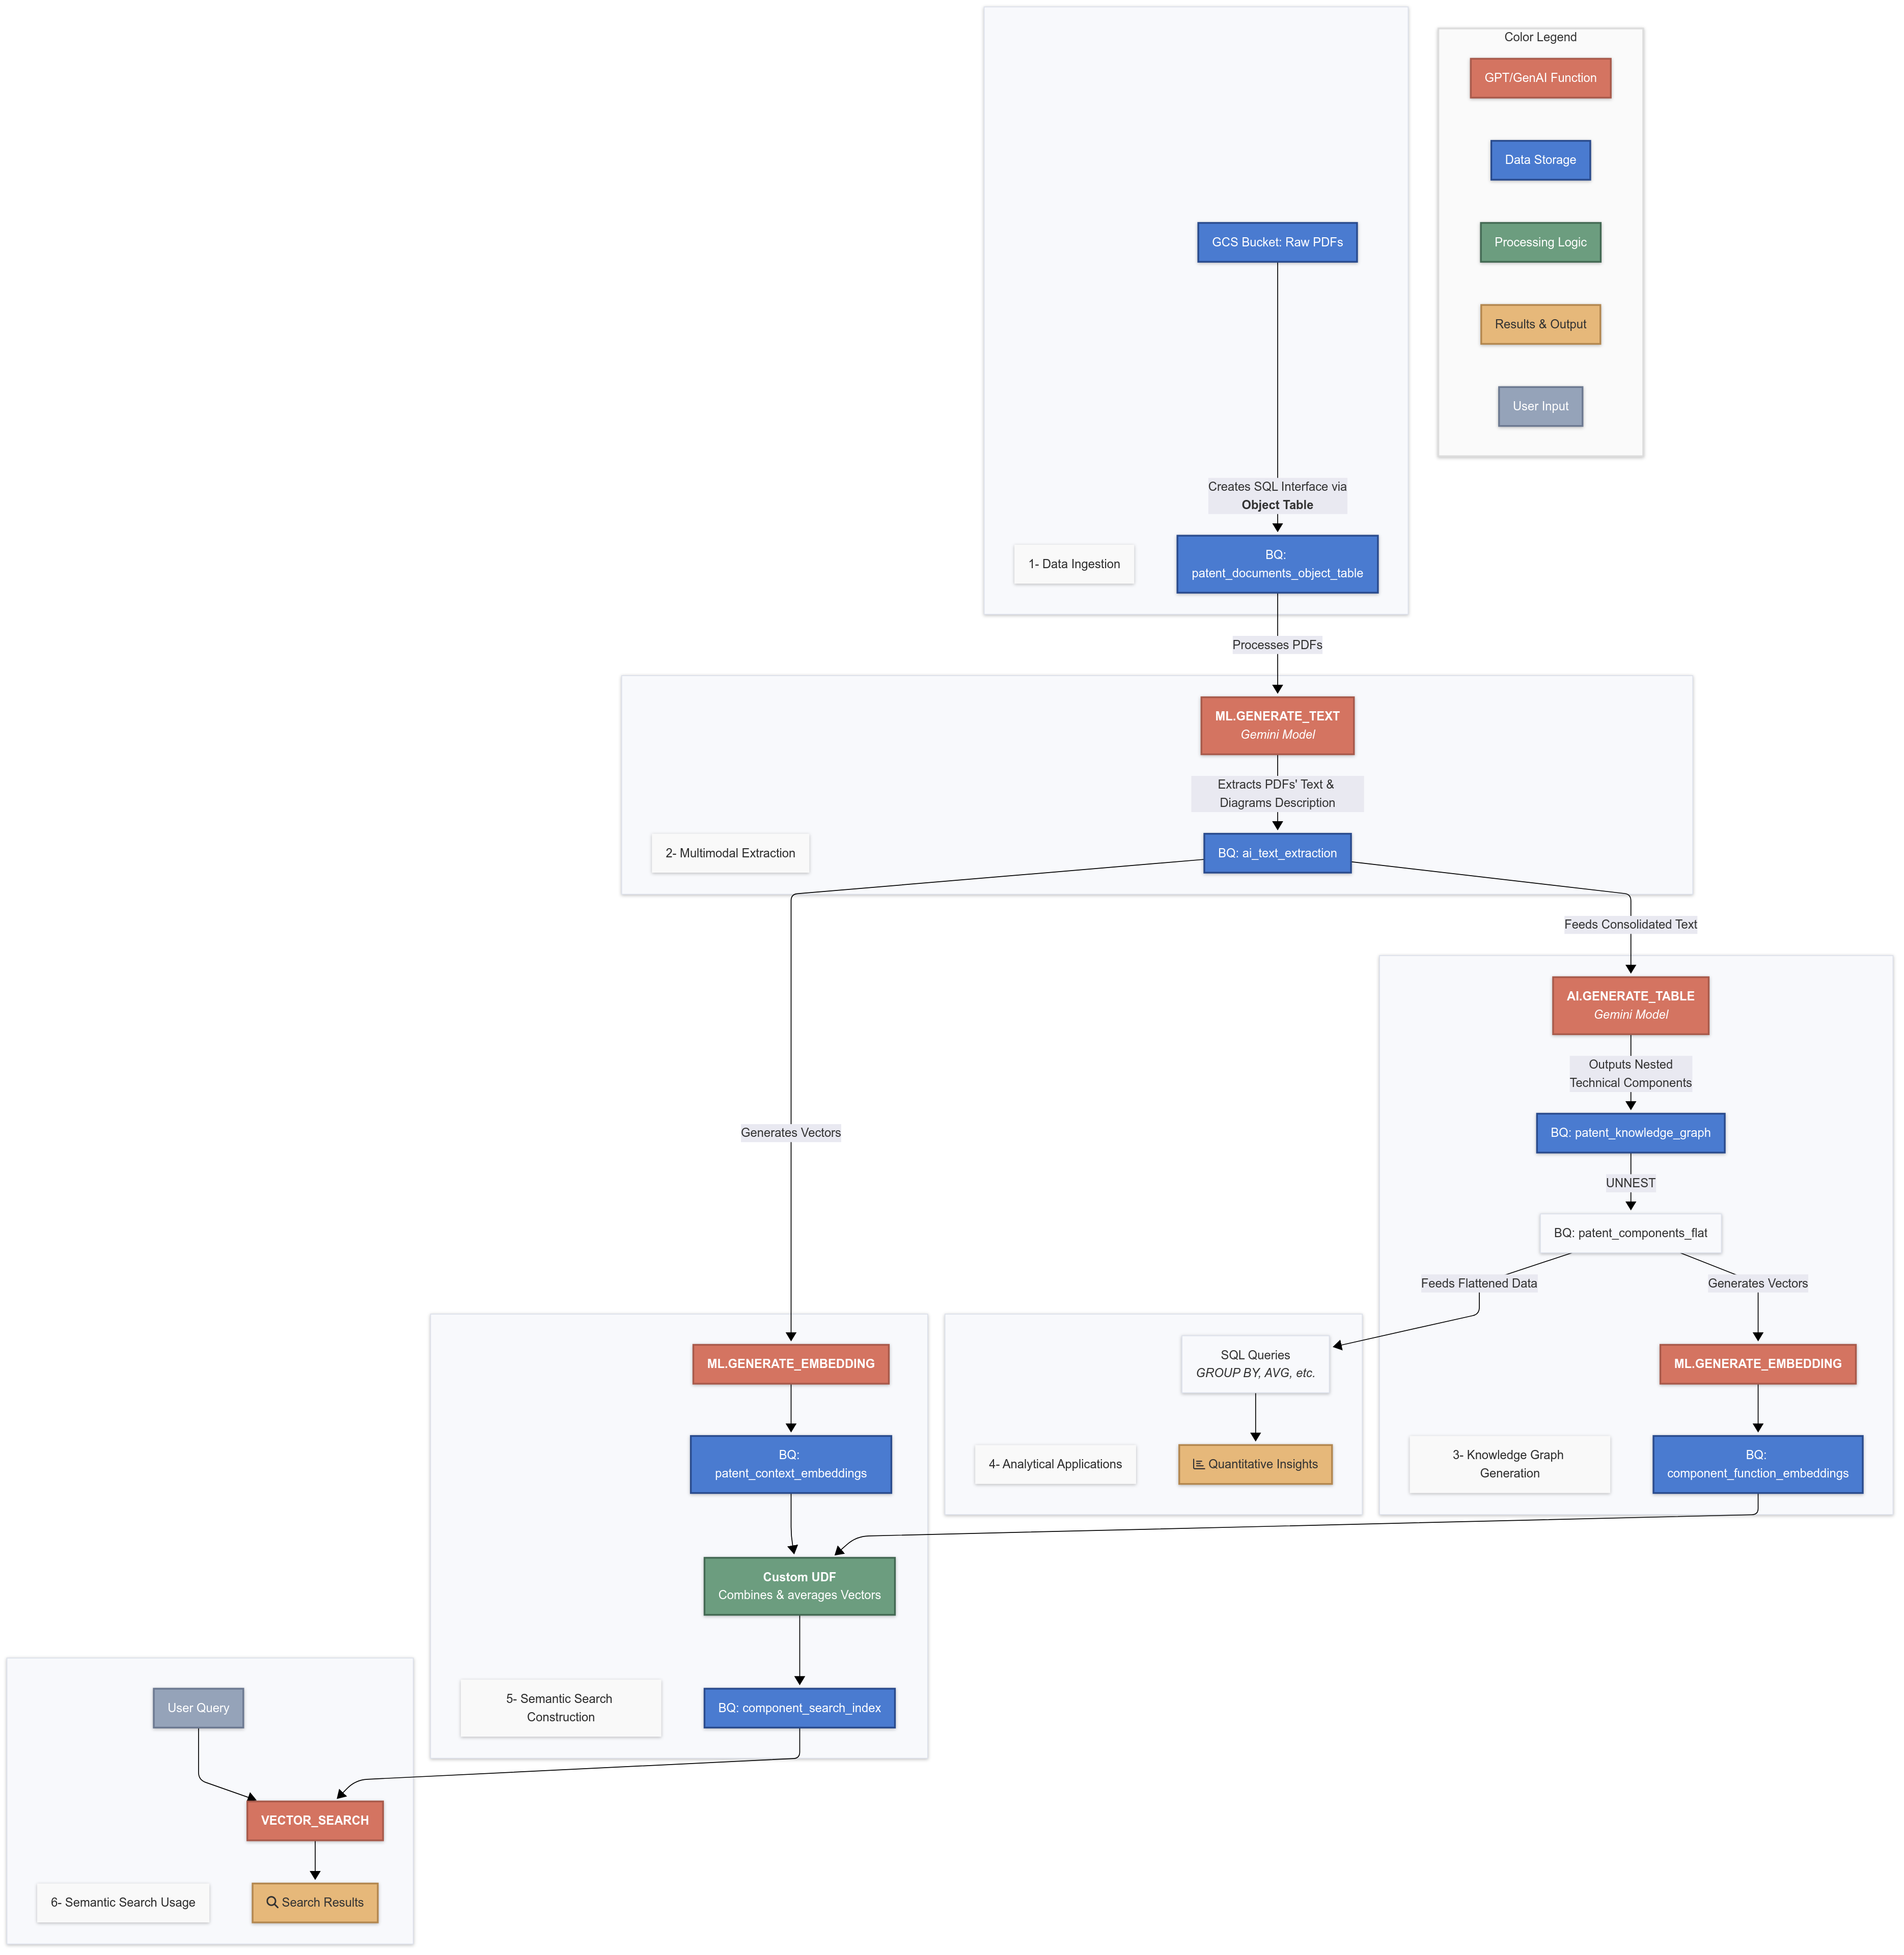 Color Legend
GPT/GenAI Function
Data Storage
Processing Logic
Results & Output
User Input
GCS Bucket: Raw PDFs
Creates SQL Interface via
Object Table
1- Data Ingestion
BQ:
patent_documents_object_table
Processes PDFs
ML.GENERATE_TEXT
Gemini Model
Extracts PDFs' Text &
Diagrams Description
2- Multimodal Extraction
BQ: ai_text_extraction
Feeds Consolidated Text
AI.GENERATE_TABLE
Gemini Model
Outputs Nested
Technical Components
Generates Vectors
BQ: patent_knowledge_graph
UNNEST
BQ: patent_components_flat
Feeds Flattened Data
Generates Vectors
ML.GENERATE_EMBEDDING
SQL Queries
GROUP BY, AVG, etc.
ML.GENERATE_EMBEDDING
BQ:
patent_context_embeddings
4- Analytical Applications
Quantitative Insights
3- Knowledge Graph
Generation
BQ:
component_function_embeddings
Custom UDF
Combines & averages Vectors
5- Semantic Search
Construction
BQ: component_search_index
User Query
VECTOR_SEARCH
6- Semantic Search Usage
Search Results